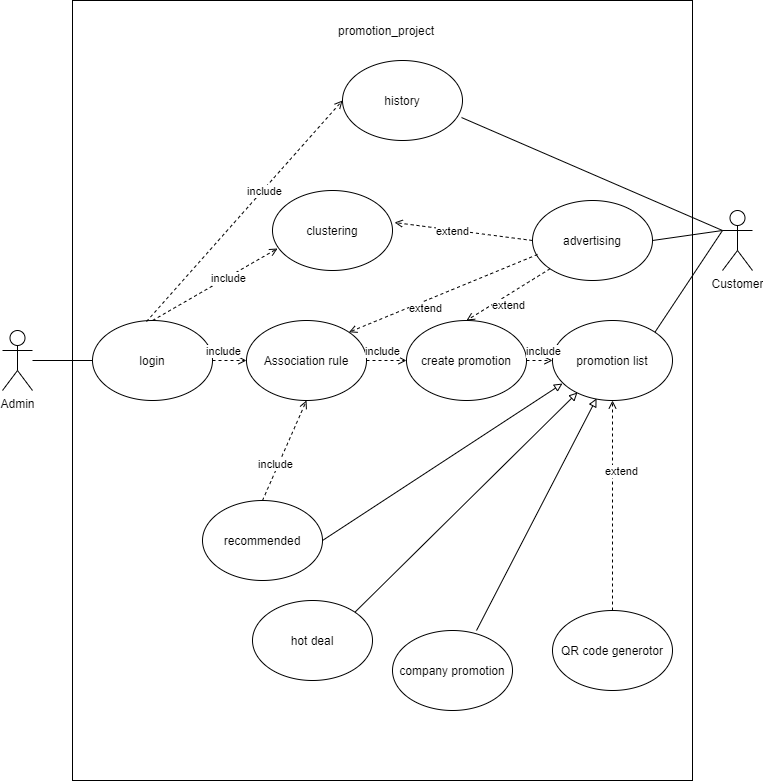 promotion_project
history
include
clustering
extend
advertising
include
Customer
extend
extend
Admin
login
include
Association rule
include
create promotion
include
promotion list
include
extend
recommended
hot deal
company promotion
QR code generotor